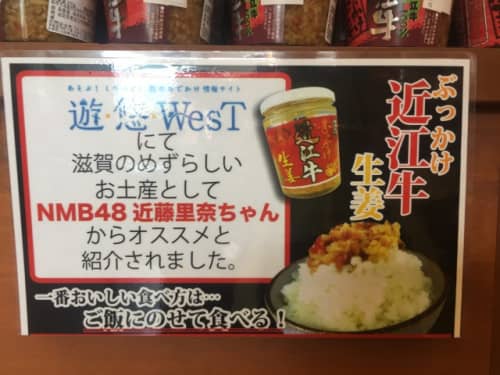 遊・悠・WesT
にて
滋賀のめずらしい
お土産として
NMB48 近藤里奈ちゃん
からオススメと
紹介されました。
ぶっかけ
近江牛
生姜
近江牛
生姜
一番おいしい食べ方は…
ご飯にのせて食べる！